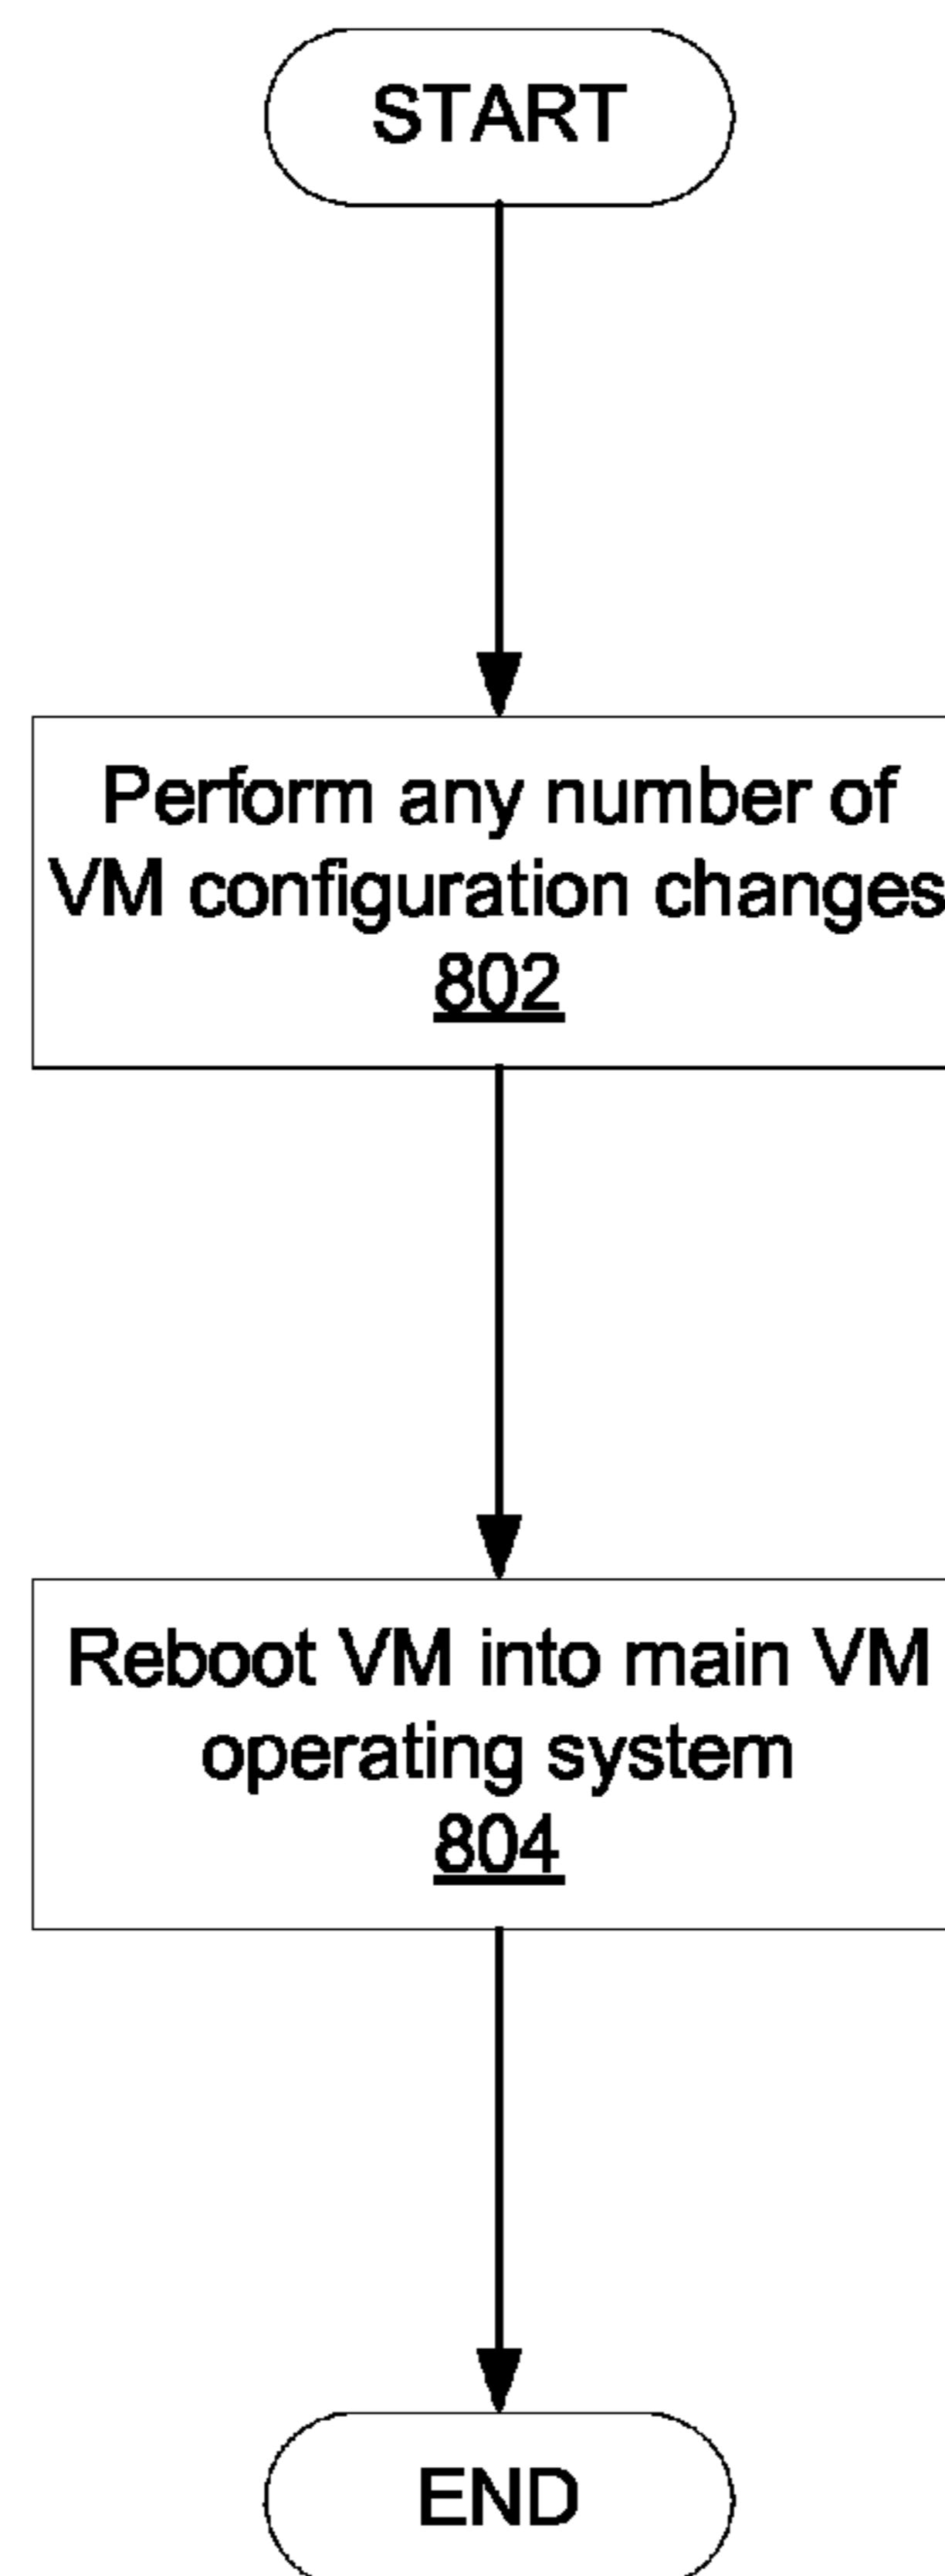 START
Perform any number of
VM configuration changes
802
Reboot VM into main VM
operating system
804
END